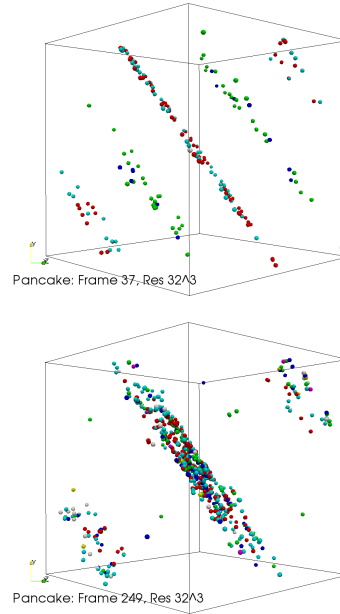 Y
X
Pancake: Frame 37, Res 32^3
Y
X
Pancake: Frame 249, Res 32^3